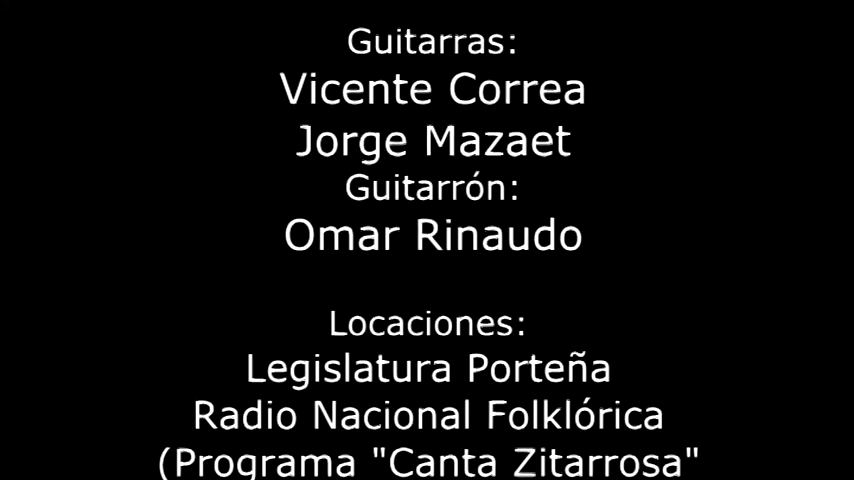 Guitarras:
Vicente Correa
Jorge Mazaet
Guitarrón:
Omar Rinaudo
Locaciones:
Legislatura Porteña
Radio Nacional Folklórica
(Programa "Canta Zitarrosa"